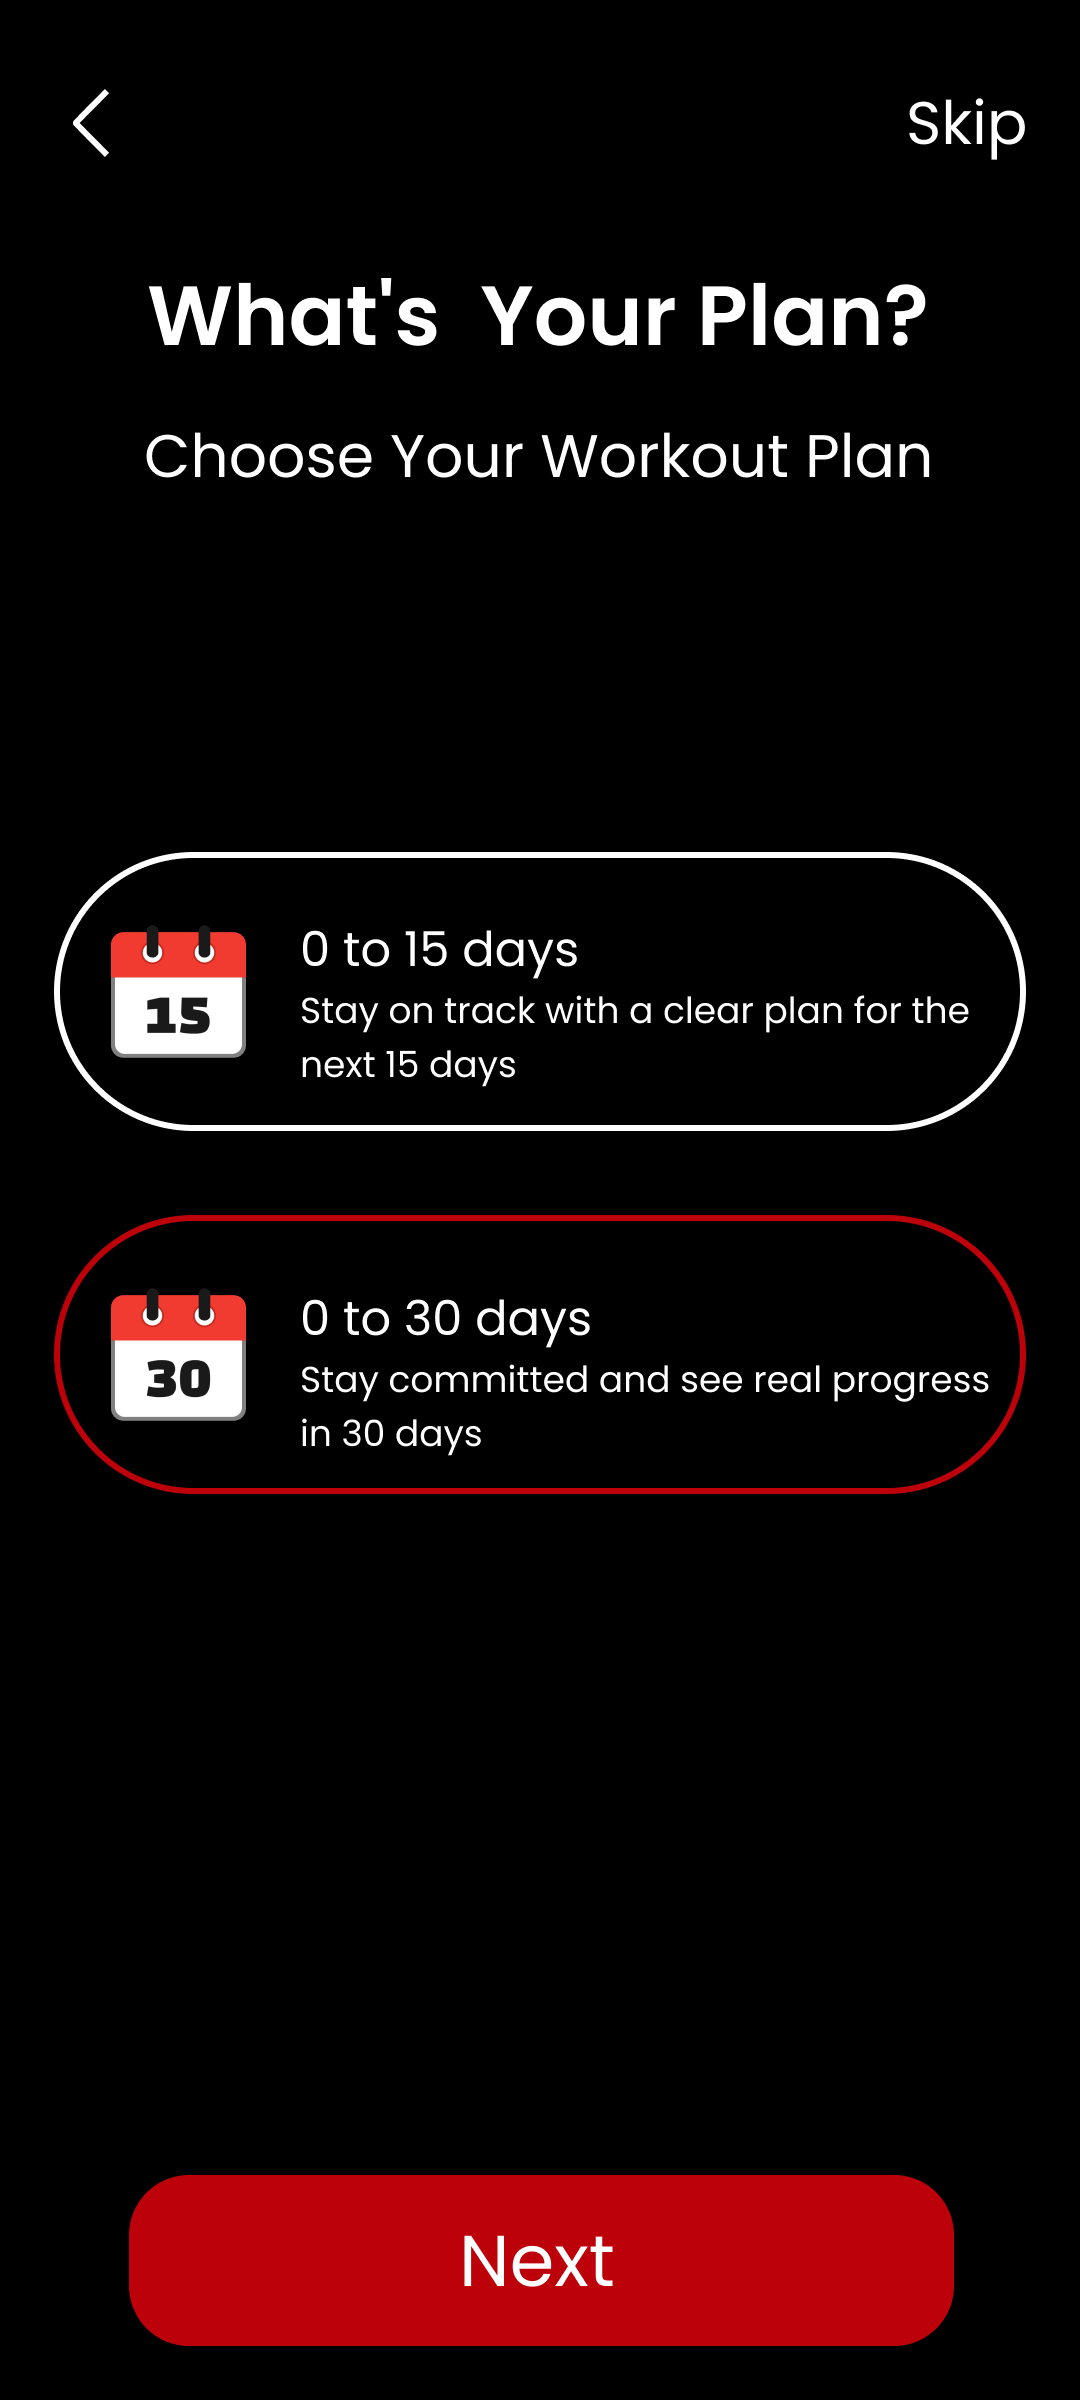 Skip
What's  Your Plan?
Choose Your Workout Plan
15
0 to 15 days
Stay on track with a clear plan for the
next 15 days
30
0 to 30 days
Stay committed and see real progress
in 30 days
Next